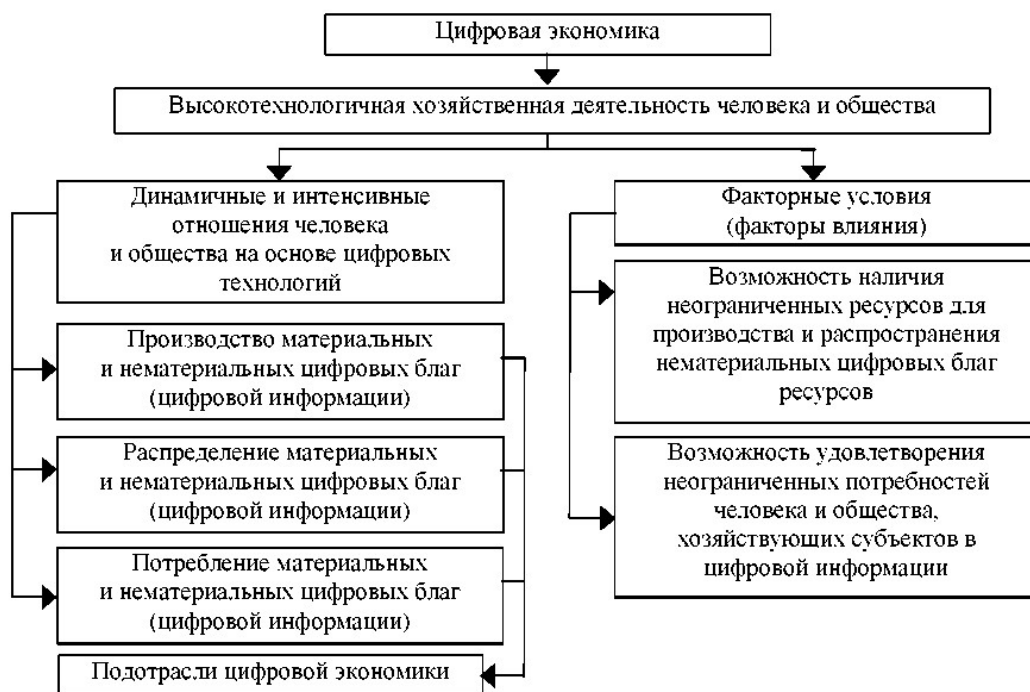 Цифровая экономика
Высокотехнологичная хозяйственная деятельность человека и общества
Динамичные и интенсивные
отношения человека
и общества на основе цифровых
технологий
Производство материальных
и нематериальных цифровых благ
(цифровой информации)
Распределение материальных
и нематериальных цифровых благ
(цифровой информации)
Потребление материальных
и нематериальных цифровых благ
(цифровой информации)
Подотрасли цифровой экономики
Факторные условия
(факторы влияния)
Возможность наличия
неограниченных ресурсов для
производства и распространения
нематериальных цифровых благ
ресурсов
Возможность удовлетворения
неограниченных потребностей
человека и общества,
хозяйствующих субъектов в
цифровой информации